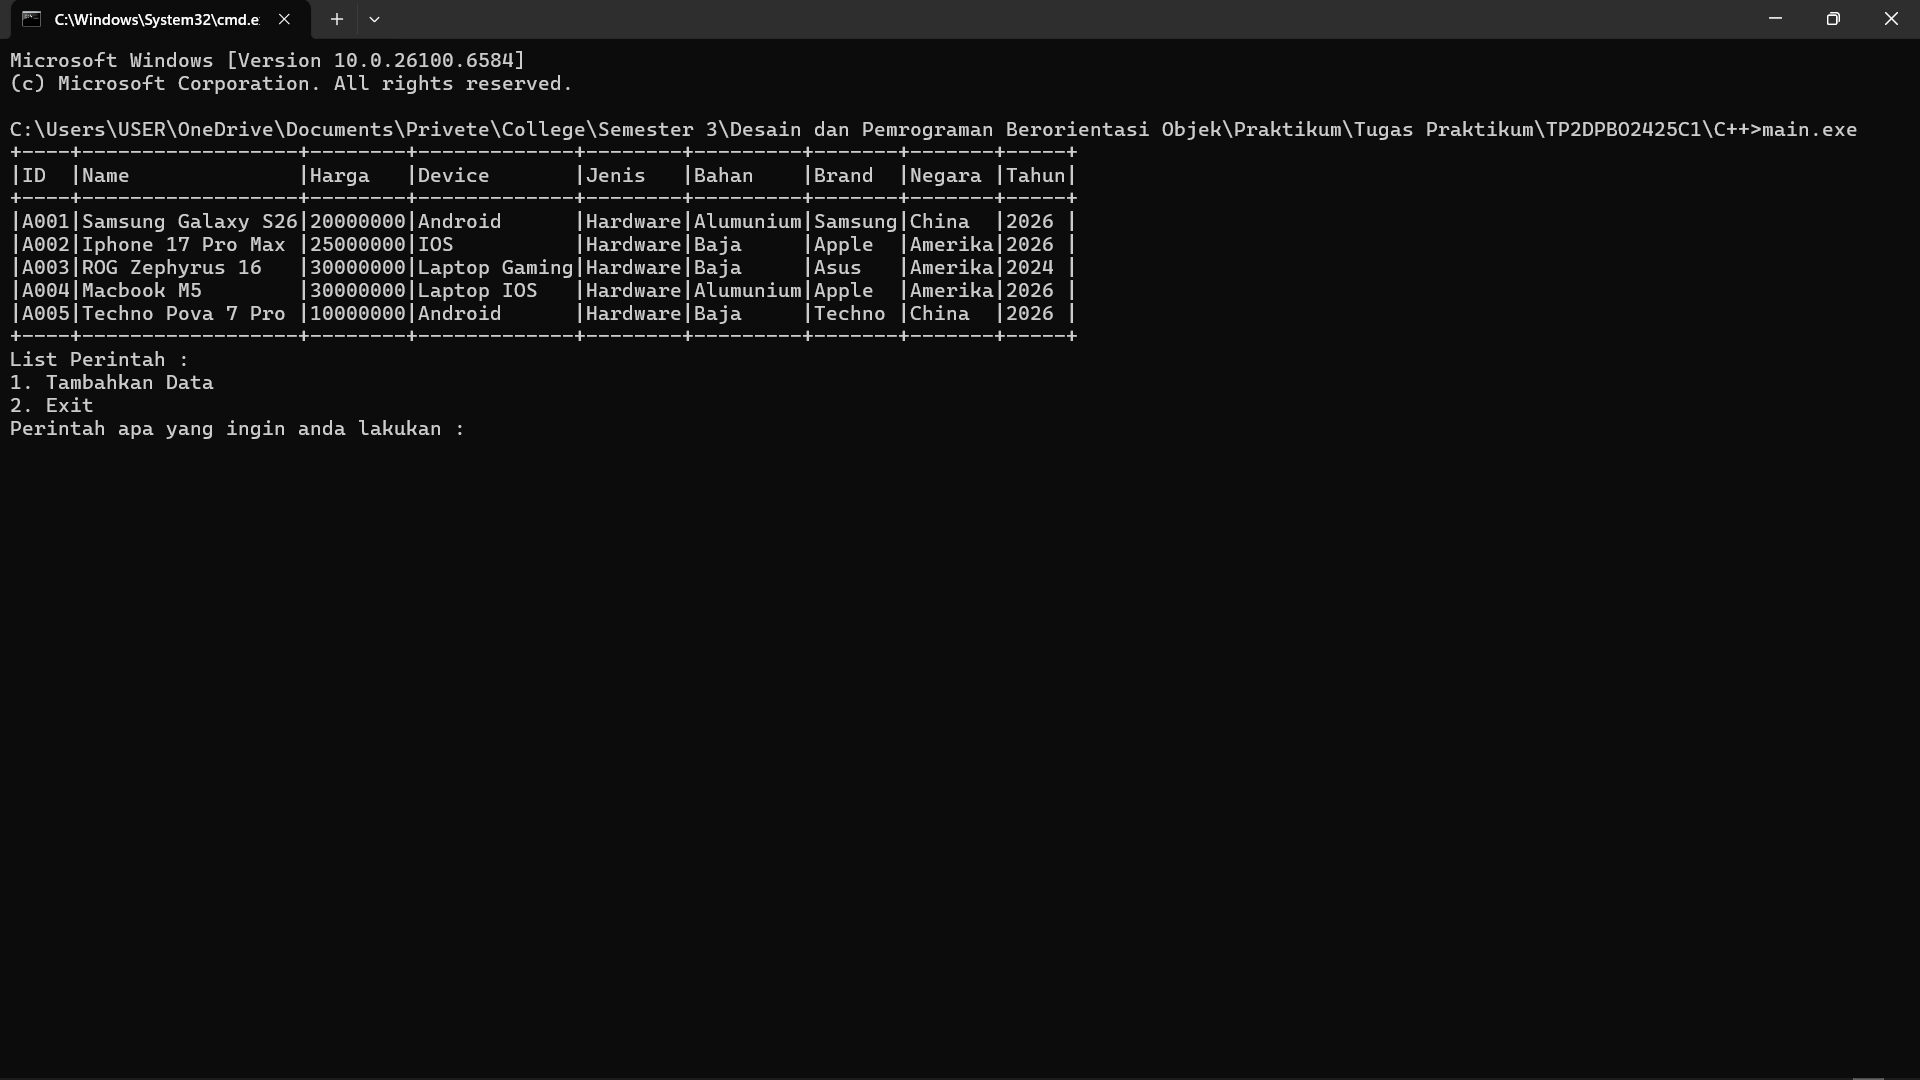 C:\Windows\System32\cmd.e
Microsoft Windows [Version 10.0.26100.6584]
(c) Microsoft Corporation. All rights reserved.
C:\Users\USER\OneDrive\Documents\Privete\College\Semester 3\Desain dan Pemrograman Berorientasi Objek\Praktikum\Tugas Praktikum\TP2DPBO2425C1\C++>main.exe
+----+------------------+--------+-------------+--------+---------+-------+-------+-----+
|ID  |Name              |Harga   |Device       |Jenis   |Bahan    |Brand  |Negara |Tahun|
+----+------------------+--------+-------------+--------+---------+-------+-------+-----+
|A001|Samsung Galaxy S26|20000000|Android      |Hardware|Alumunium|Samsung|China  |2026 |
|A002|Iphone 17 Pro Max |25000000|IOS          |Hardware|Baja     |Apple  |Amerika|2026 |
|A003|ROG Zephyrus 16   |30000000|Laptop Gaming|Hardware|Baja     |Asus   |Amerika|2024 |
|A004|Macbook M5        |30000000|Laptop IOS   |Hardware|Alumunium|Apple  |Amerika|2026 |
|A005|Techno Pova 7 Pro |10000000|Android      |Hardware|Baja     |Techno |China  |2026 |
+----+------------------+--------+-------------+--------+---------+-------+-------+-----+
List Perintah :
1. Tambahkan Data
2. Exit
Perintah apa yang ingin anda lakukan :